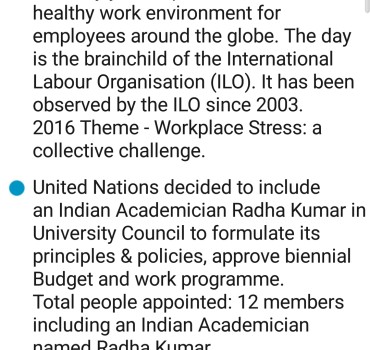 healthy work environment for
employees around the globe. The day
is the brainchild of the International
Labour Organisation (ILO). It has been
observed by the ILO since 2003.
2016 Theme - Workplace Stress: a
collective challenge.
United Nations decided to include
an Indian Academician Radha Kumar in
University Council to formulate its
principles & policies, approve biennial
Budget and work programme.
Total people appointed: 12 members
including an Indian Academician
named Radha Kumar